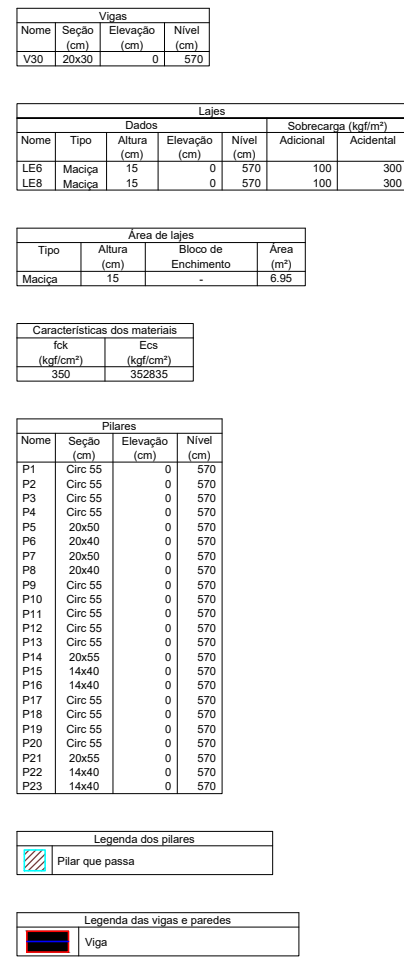 Vigas
Nome Seção Elevação Nível
(cm) (cm) (cm)
V30 20x30 0 570
Lajes
Dados Sobrecarga (kgf/m²)
Nome Tipo Altura Elevação Nível Adicional Acidental
(cm) (cm) (cm)
LE6 Maciça 15 0 570 100 300
LE8 Maciça 15 0 570 100 300
Área de lajes
Tipo Altura Bloco de Área
(cm) Enchimento (m²)
Maciça 15 - 6.95
Características dos materiais
fck Ecs
(kgf/cm²) (kgf/cm²)
350 352835
Pilares
Nome Seção Elevação Nível
(cm) (cm) (cm)
P1 Circ 55 0 570
P2 Circ 55 0 570
P3 Circ 55 0 570
P4 Circ 55 0 570
P5 20x50 0 570
P6 20x40 0 570
P7 20x50 0 570
P8 20x40 0 570
P9 Circ 55 0 570
P10 Circ 55 0 570
P11 Circ 55 0 570
P12 Circ 55 0 570
P13 Circ 55 0 570
P14 20x55 0 570
P15 14x40 0 570
P16 14x40 0 570
P17 Circ 55 0 570
P18 Circ 55 0 570
P19 Circ 55 0 570
P20 Circ 55 0 570
P21 20x55 0 570
P22 14x40 0 570
P23 14x40 0 570
Legenda dos pilares
Pilar que passa
Legenda das vigas e paredes
Viga